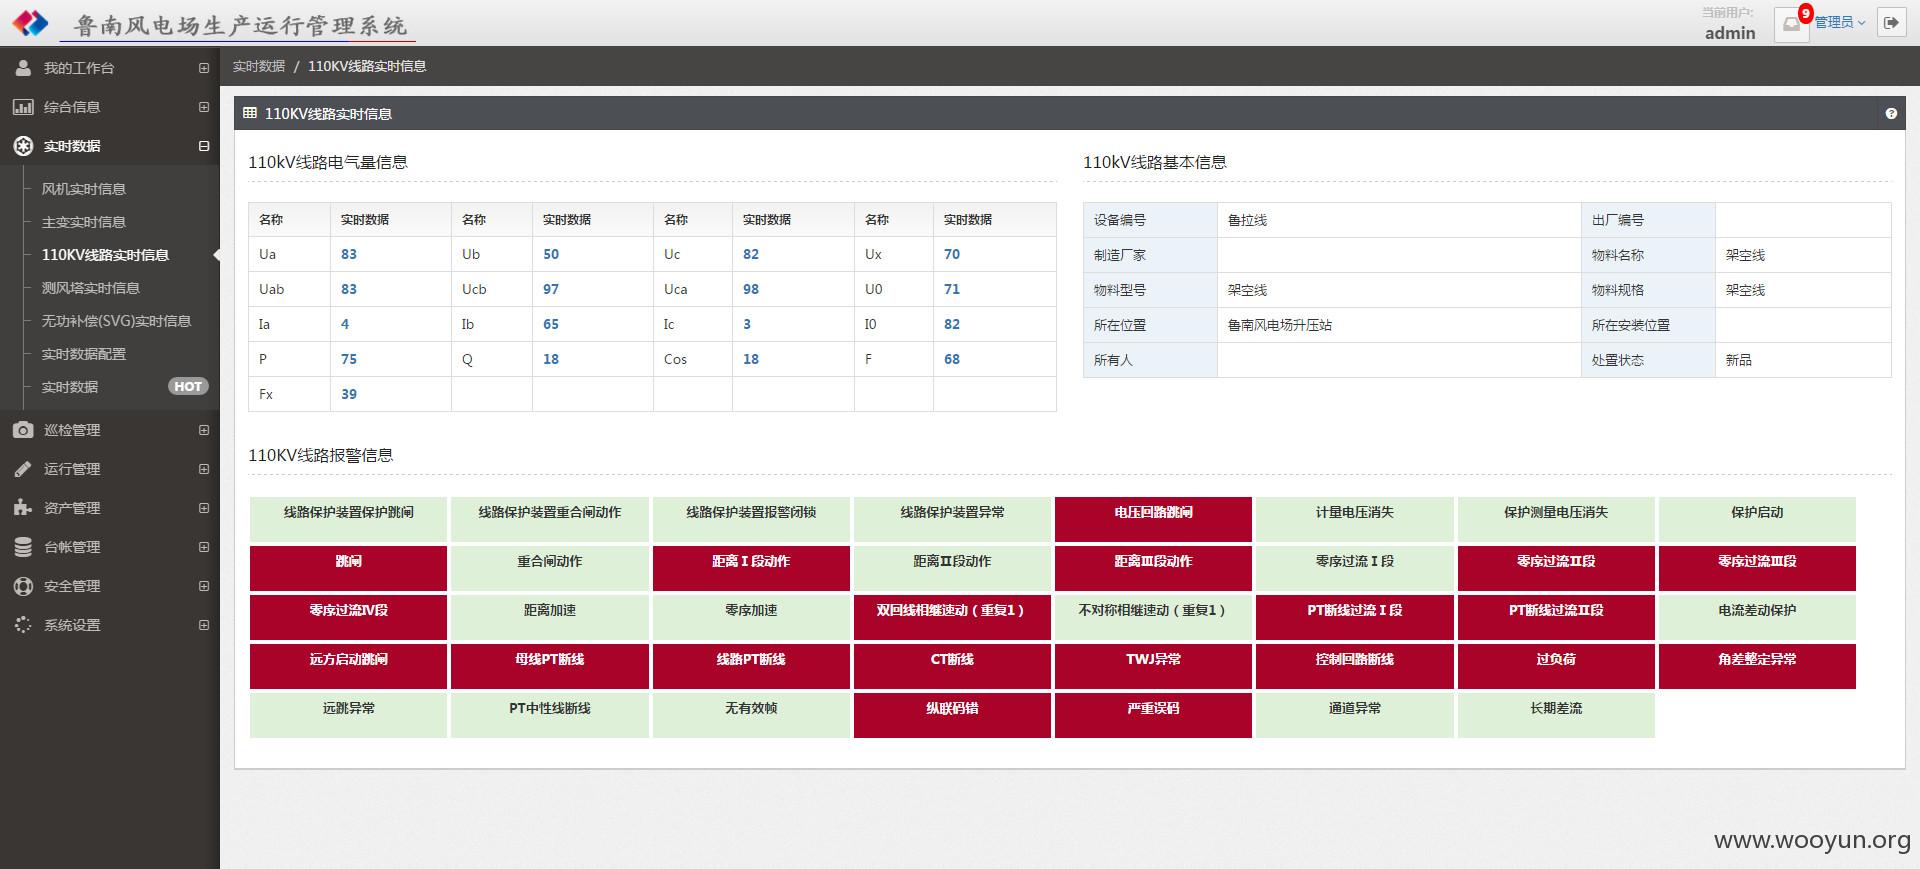 鲁南风电场生产运行管理系统
当前用户:
admin
9
管理员
我的工作台
综合信息
实时数据
风机实时信息
主变实时信息
110KV线路实时信息
测风塔实时信息
无功补偿(SVG)实时信息
实时数据配置
实时数据 HOT
巡检管理
运行管理
资产管理
台帐管理
安全管理
系统设置
实时数据 / 110KV线路实时信息
110KV线路实时信息
110kV线路电气量信息
名称 实时数据 名称 实时数据 名称 实时数据 名称 实时数据
Ua 83 Ub 50 Uc 82 Ux 70
Uab 83 Ucb 97 Uca 98 U0 71
Ia 4 Ib 65 Ic 3 I0 82
P 75 Q 18 Cos 18 F 68
Fx 39
110kV线路基本信息
设备编号 鲁拉线 出厂编号
制造厂家 物料名称 架空线
物料型号 架空线 物料规格 架空线
所在位置 鲁南风电场升压站 所在安装位置
所有人 处置状态 新品
110KV线路报警信息
线路保护装置保护跳闸 线路保护装置重合闸动作 线路保护装置报警闭锁 线路保护装置异常 电压回路跳闸 计量电压消失 保护测量电压消失 保护启动
跳闸 重合闸动作 距离Ⅰ段动作 距离Ⅱ段动作 距离Ⅲ段动作 零序过流Ⅰ段 零序过流Ⅱ段 零序过流Ⅲ段
零序过流Ⅳ段 距离加速 零序加速 双回线相继速动（重复1） 不对称相继速动（重复1） PT断线过流Ⅰ段 PT断线过流Ⅱ段 电流差动保护
远方启动跳闸 母线PT断线 线路PT断线 CT断线 TWJ异常 控制回路断线 过负荷 角差整定异常
远跳异常 PT中性线断线 无有效帧 纵联码错 严重误码 通道异常 长期差流
www.wooyun.org